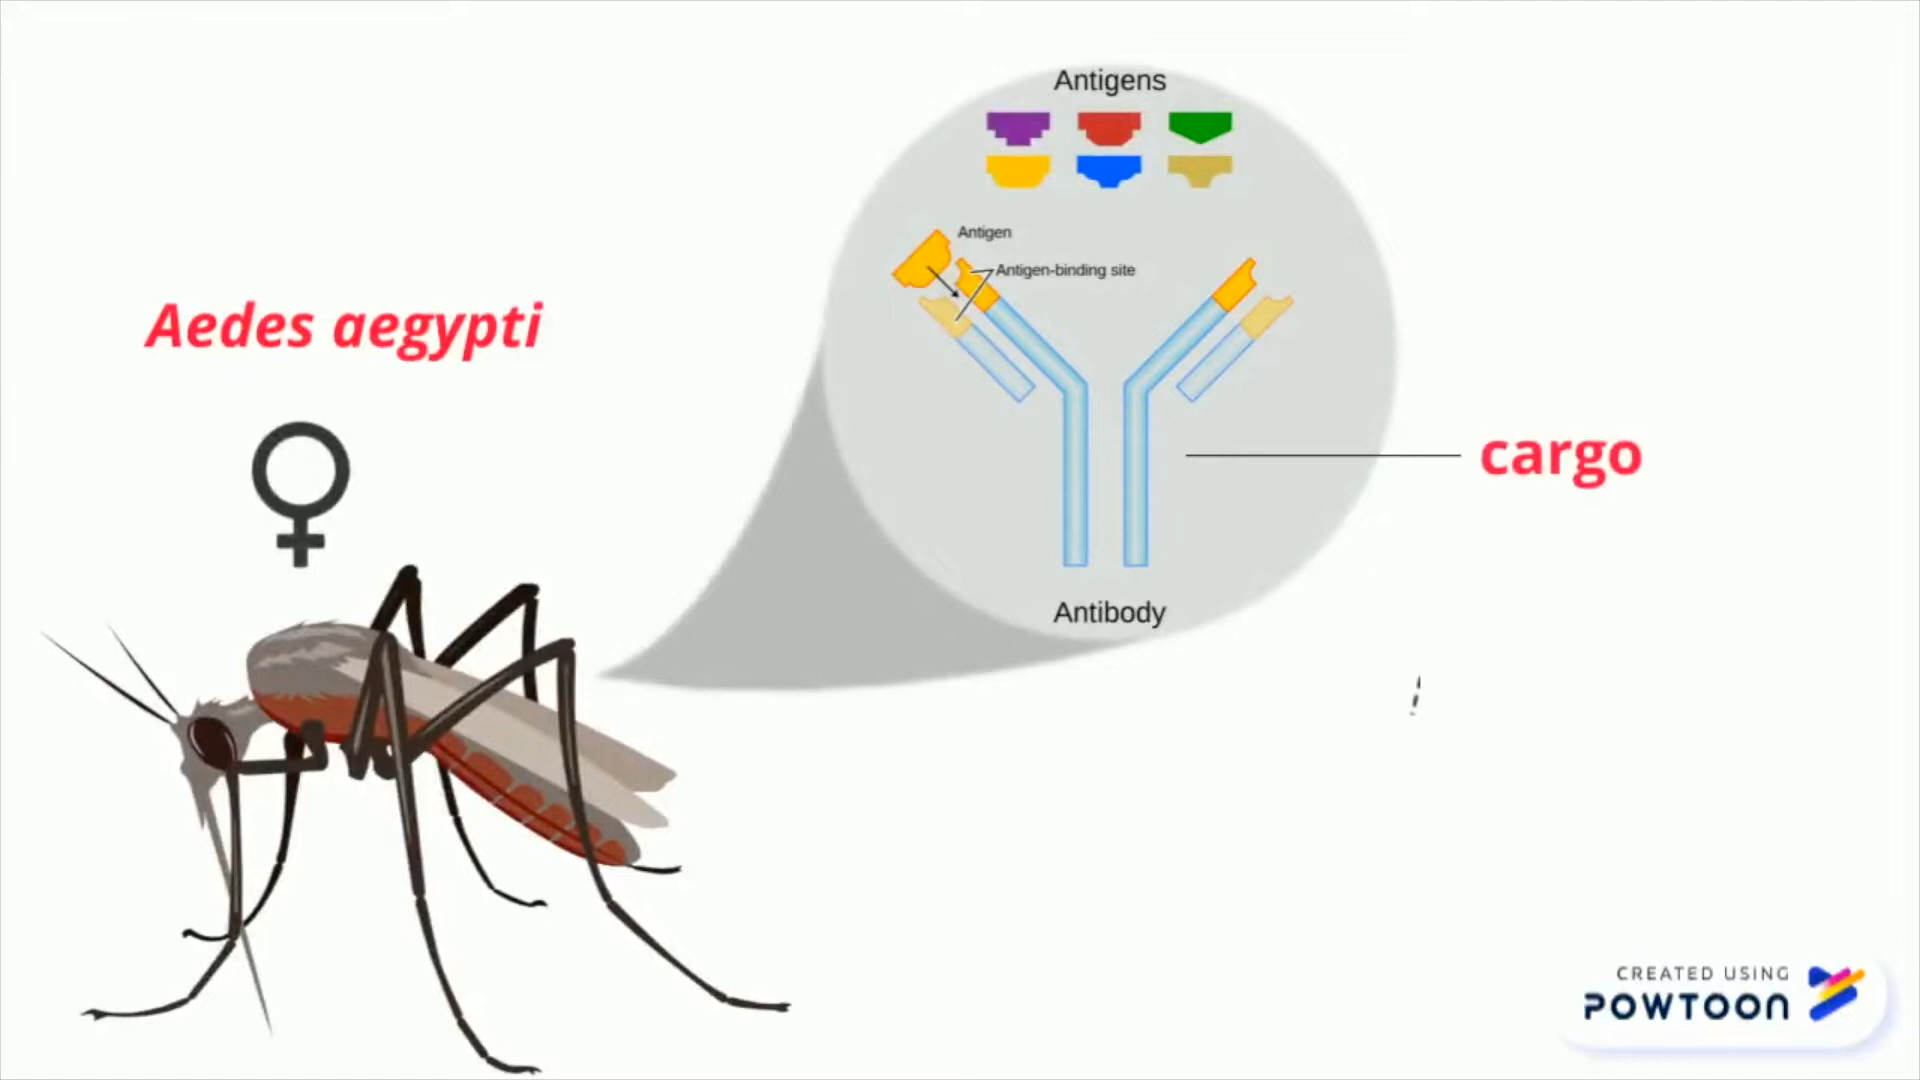 Antigens
Antigen
Antigen-binding site
Aedes aegypti
cargo
Antibody
CREATED USING
POWTOON